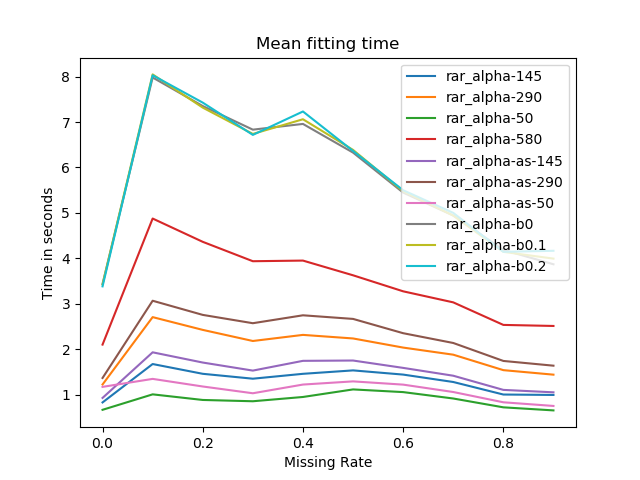 Mean fitting time
Time in seconds
8
7
6
5
4
3
2
1
rar_alpha-145
rar_alpha-290
rar_alpha-50
rar_alpha-580
rar_alpha-as-145
rar_alpha-as-290
rar_alpha-as-50
rar_alpha-b0
rar_alpha-b0.1
rar_alpha-b0.2
0.0 0.2 0.4 0.6 0.8
Missing Rate